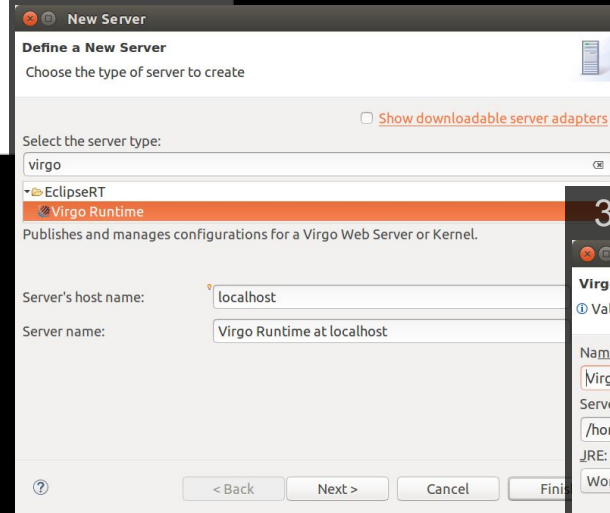 New Server
Define a New Server
Choose the type of server to create
Show downloadable server adapters
Select the server type:
virgo
EclipseRT
Virgo Runtime
Publishes and manages configurations for a Virgo Web Server or Kernel.
Server's host name:
localhost
Server name:
Virgo Runtime at localhost
?
< Back
Next >
Cancel
3
JRE: